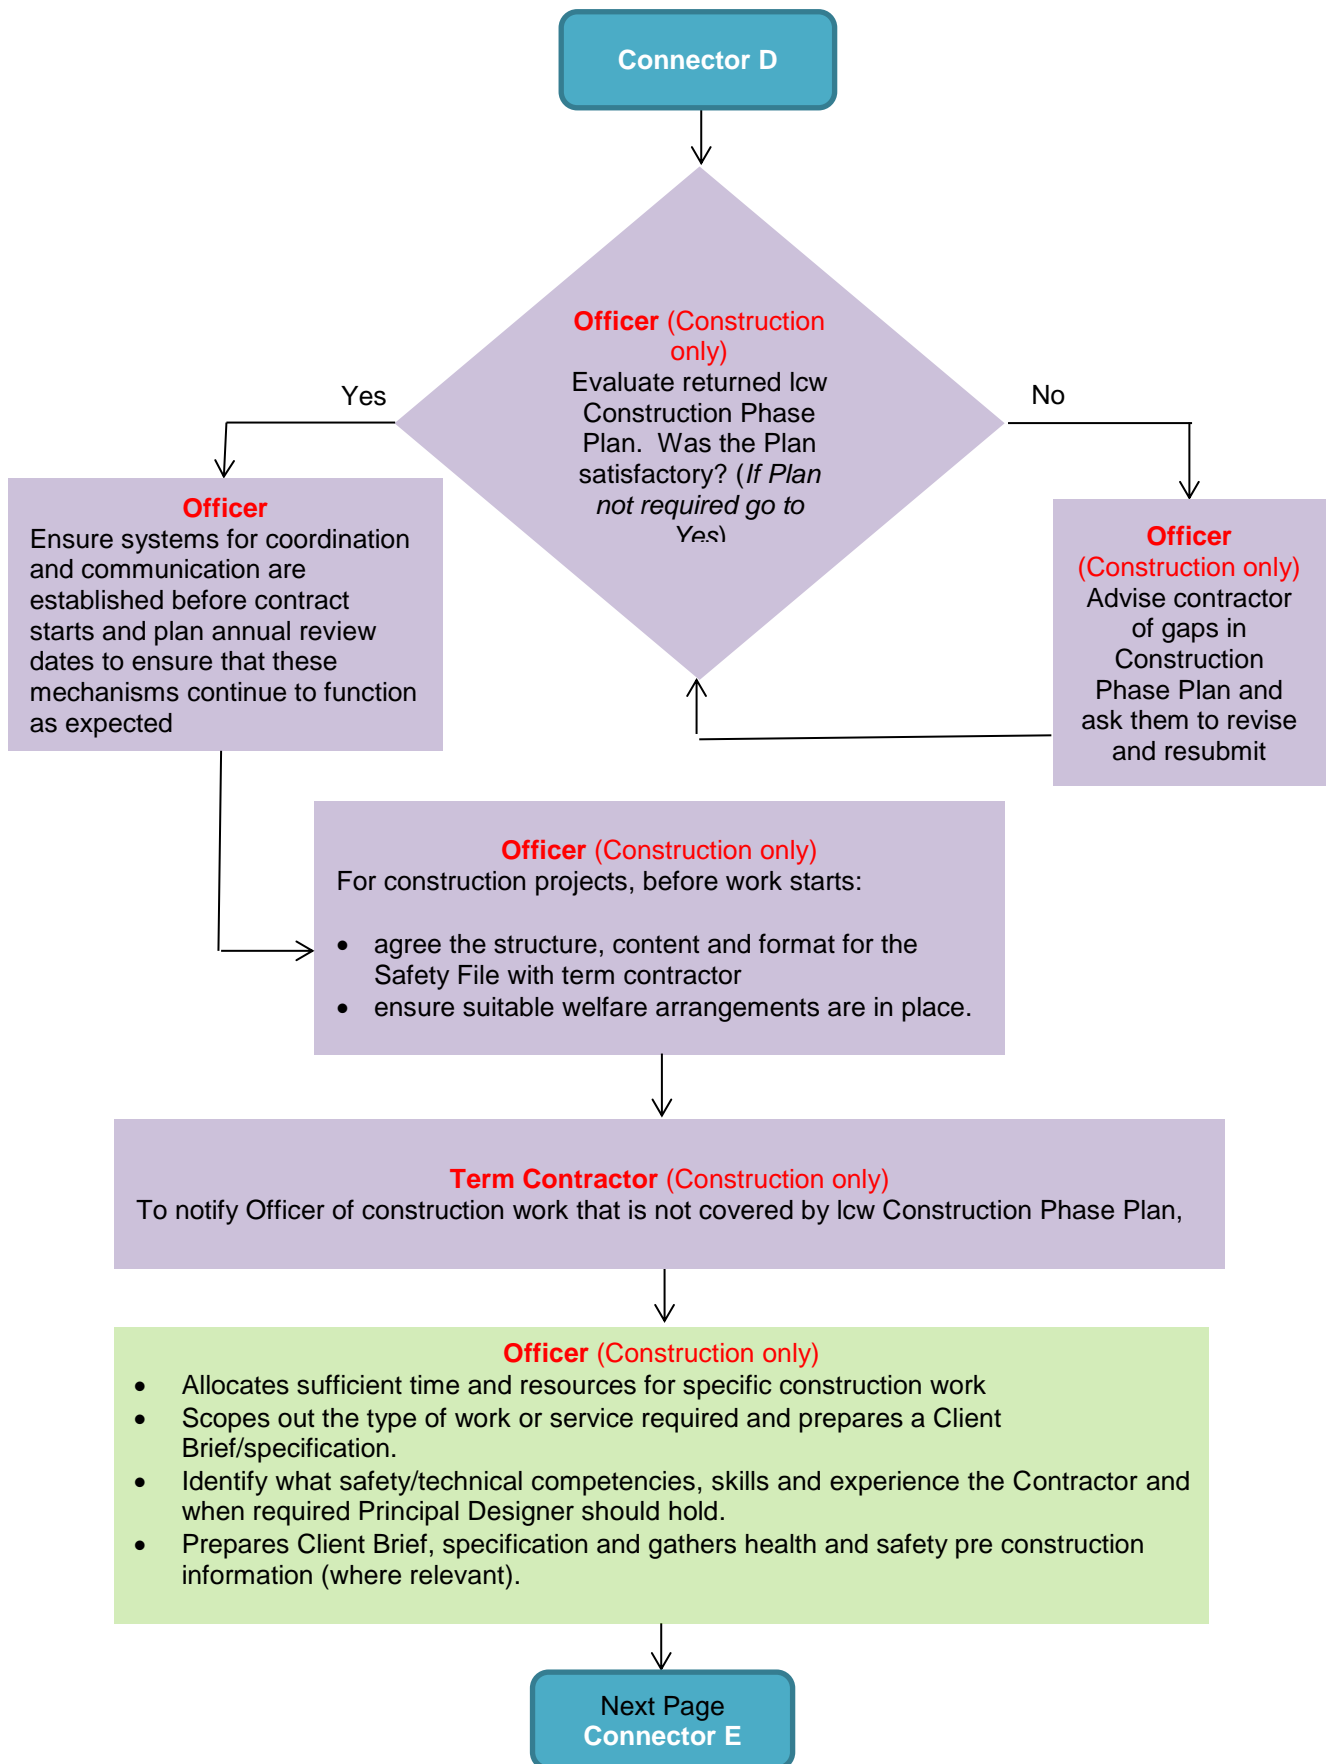 Connector D
Officer (Construction
only)
Evaluate returned lcw
Construction Phase
Plan.  Was the Plan
satisfactory? (If Plan
not required go to
Yes)
Yes
No
Officer
Ensure systems for coordination
and communication are
established before contract
starts and plan annual review
dates to ensure that these
mechanisms continue to function
as expected
Officer
(Construction only)
Advise contractor
of gaps in
Construction
Phase Plan and
ask them to revise
and resubmit
Officer (Construction only)
For construction projects, before work starts:
• agree the structure, content and format for the
Safety File with term contractor
• ensure suitable welfare arrangements are in place.
Term Contractor (Construction only)
To notify Officer of construction work that is not covered by lcw Construction Phase Plan,
Officer (Construction only)
• Allocates sufficient time and resources for specific construction work
• Scopes out the type of work or service required and prepares a Client
Brief/specification.
• Identify what safety/technical competencies, skills and experience the Contractor and
when required Principal Designer should hold.
• Prepares Client Brief, specification and gathers health and safety pre construction
information (where relevant).
Next Page
Connector E